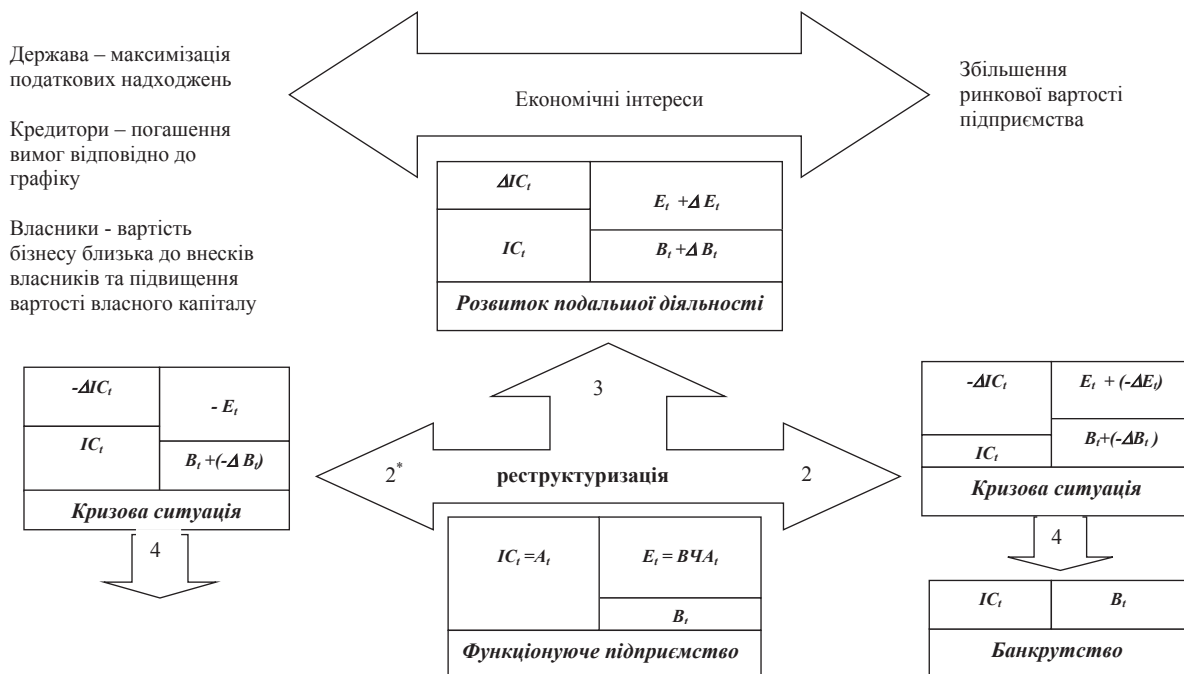 Держава – максимізація
податкових надходжень
Кредитори – погашення
вимог відповідно до
графіку
Власники - вартість
бізнесу близька до внесків
власників та підвищення
вартості власного капіталу
Економічні інтереси
Збільшення
ринкової вартості
підприємства
ΔIC_t
E_t +Δ E_t
IC_t
B_t +Δ B_t
Розвиток подальшої діяльності
-ΔIC_t
- E_t
IC_t
B_t +(-Δ B_t)
Кризова ситуація
4
3
2*
реструктуризація
2
-ΔIC_t
E_t + (-ΔE_t)
IC_t
B_t+(-ΔB_t )
Кризова ситуація
4
IC_t =A_t
E_t = ВЧА_t
B_t
Функціонуюче підприємство
IC_t
B_t
Банкрутство